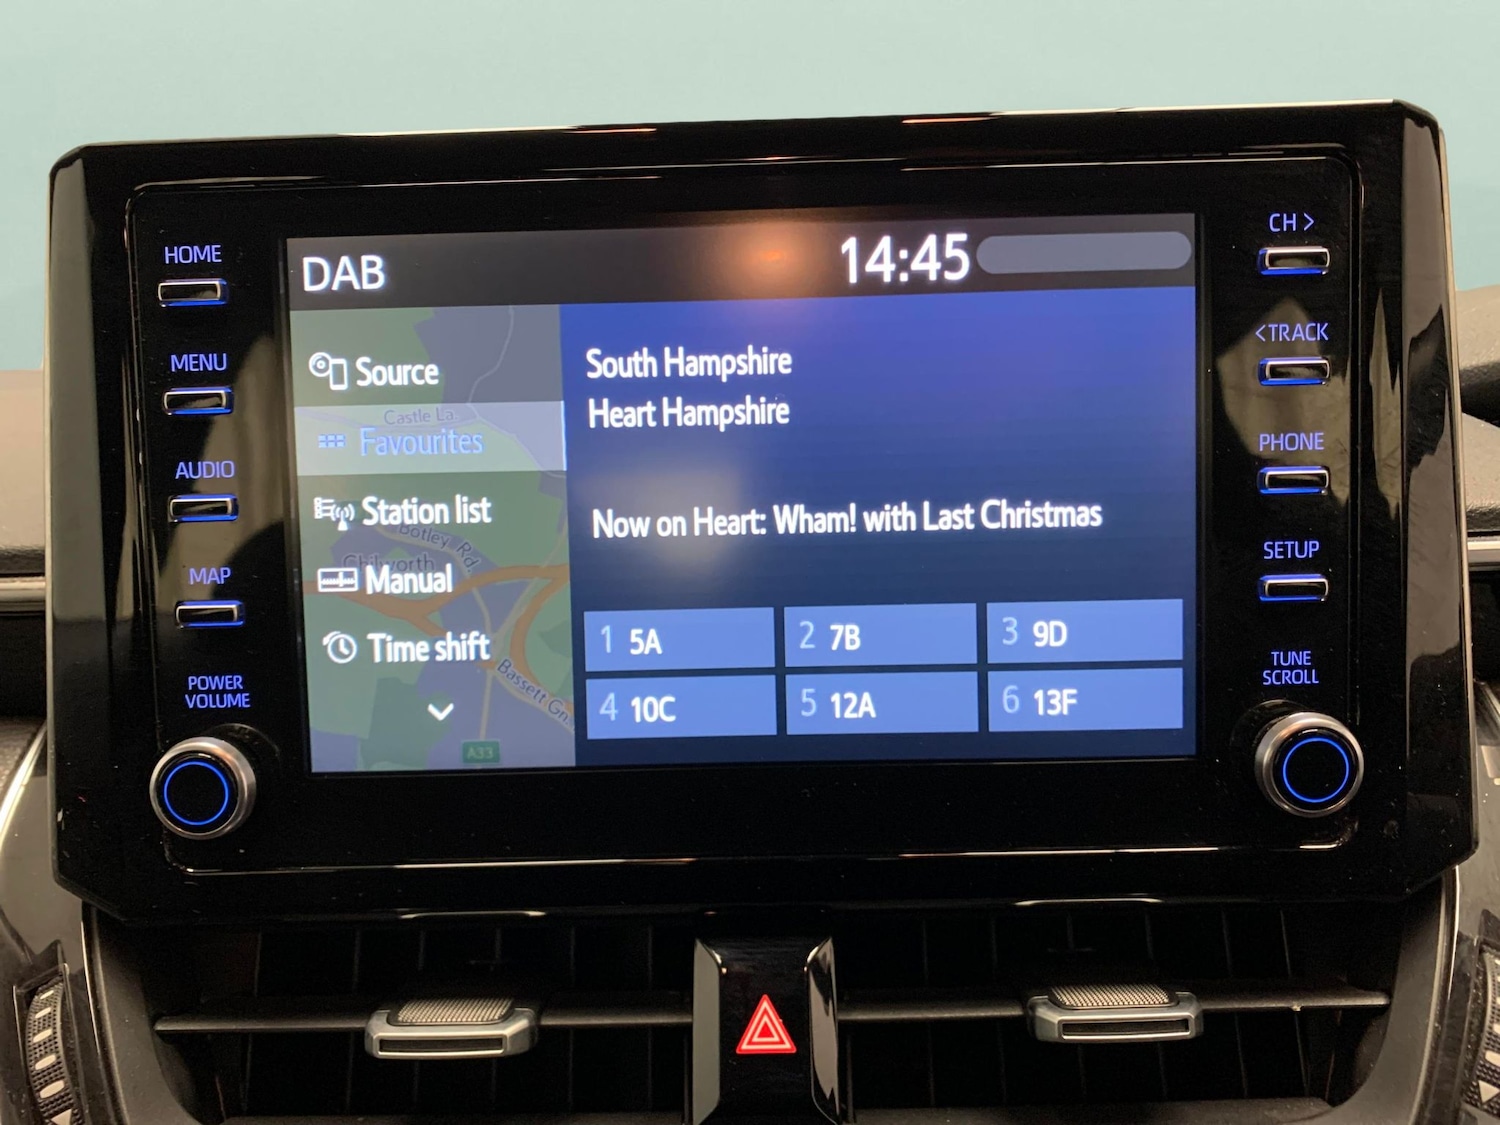 HOME
MENU
AUDIO
MAP
POWER
VOLUME
DAB
14:45
Source
Castle La.
Favourites
Station list
Botley Rd.
Chilworth
Manual
Time shift
Bassett Gn.
A33
South Hampshire
Heart Hampshire
Now on Heart: Wham! with Last Christmas
1 5A
2 7B
3 9D
4 10C
5 12A
6 13F
CH >
< TRACK
PHONE
SETUP
TUNE
SCROLL